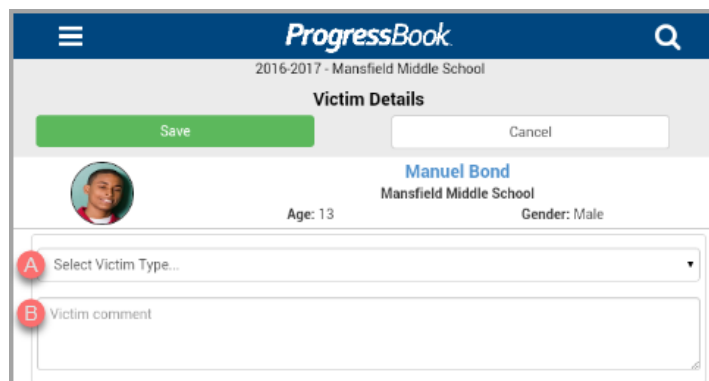 ProgressBook
2016-2017 - Mansfield Middle School
Victim Details
Save Cancel
Manuel Bond
Mansfield Middle School
Age: 13 Gender: Male
A Select Victim Type...
B Victim comment